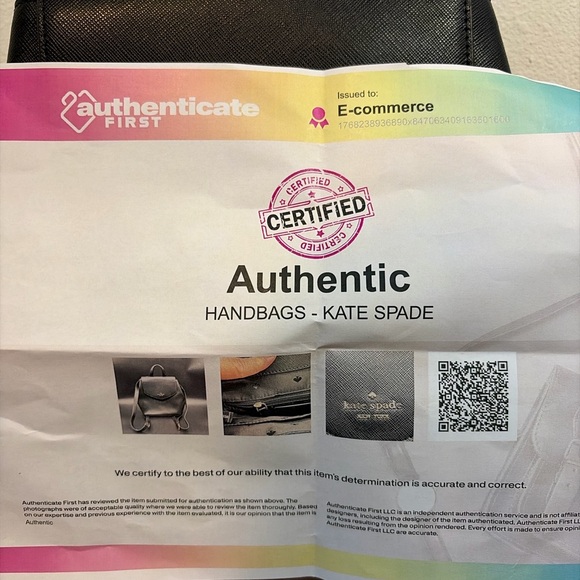 authenticate
FIRST
Issued to:
E-commerce
CERTIFIED
CERTIFIED
CERTIFIED
Authentic
HANDBAGS - KATE SPADE
kate spade
NEW YORK
We certify to the best of our ability that this item's determination is accurate and correct.
Authenticate First has reviewed the item submitted for authentication as shown above. The
photographs were of acceptable quality where we were able to review the item thoroughly. Based
on our expertise and previous experience with the item evaluated, it is our opinion that the item is
Authentic
Authenticate First LLC is an independent authentication service and is not affiliat
designers, including the designer of the item authenticated. Authenticate First LL
any loss resulting from the opinion rendered. Every effort is made to ensure opini
Authenticate First LLC are accurate.